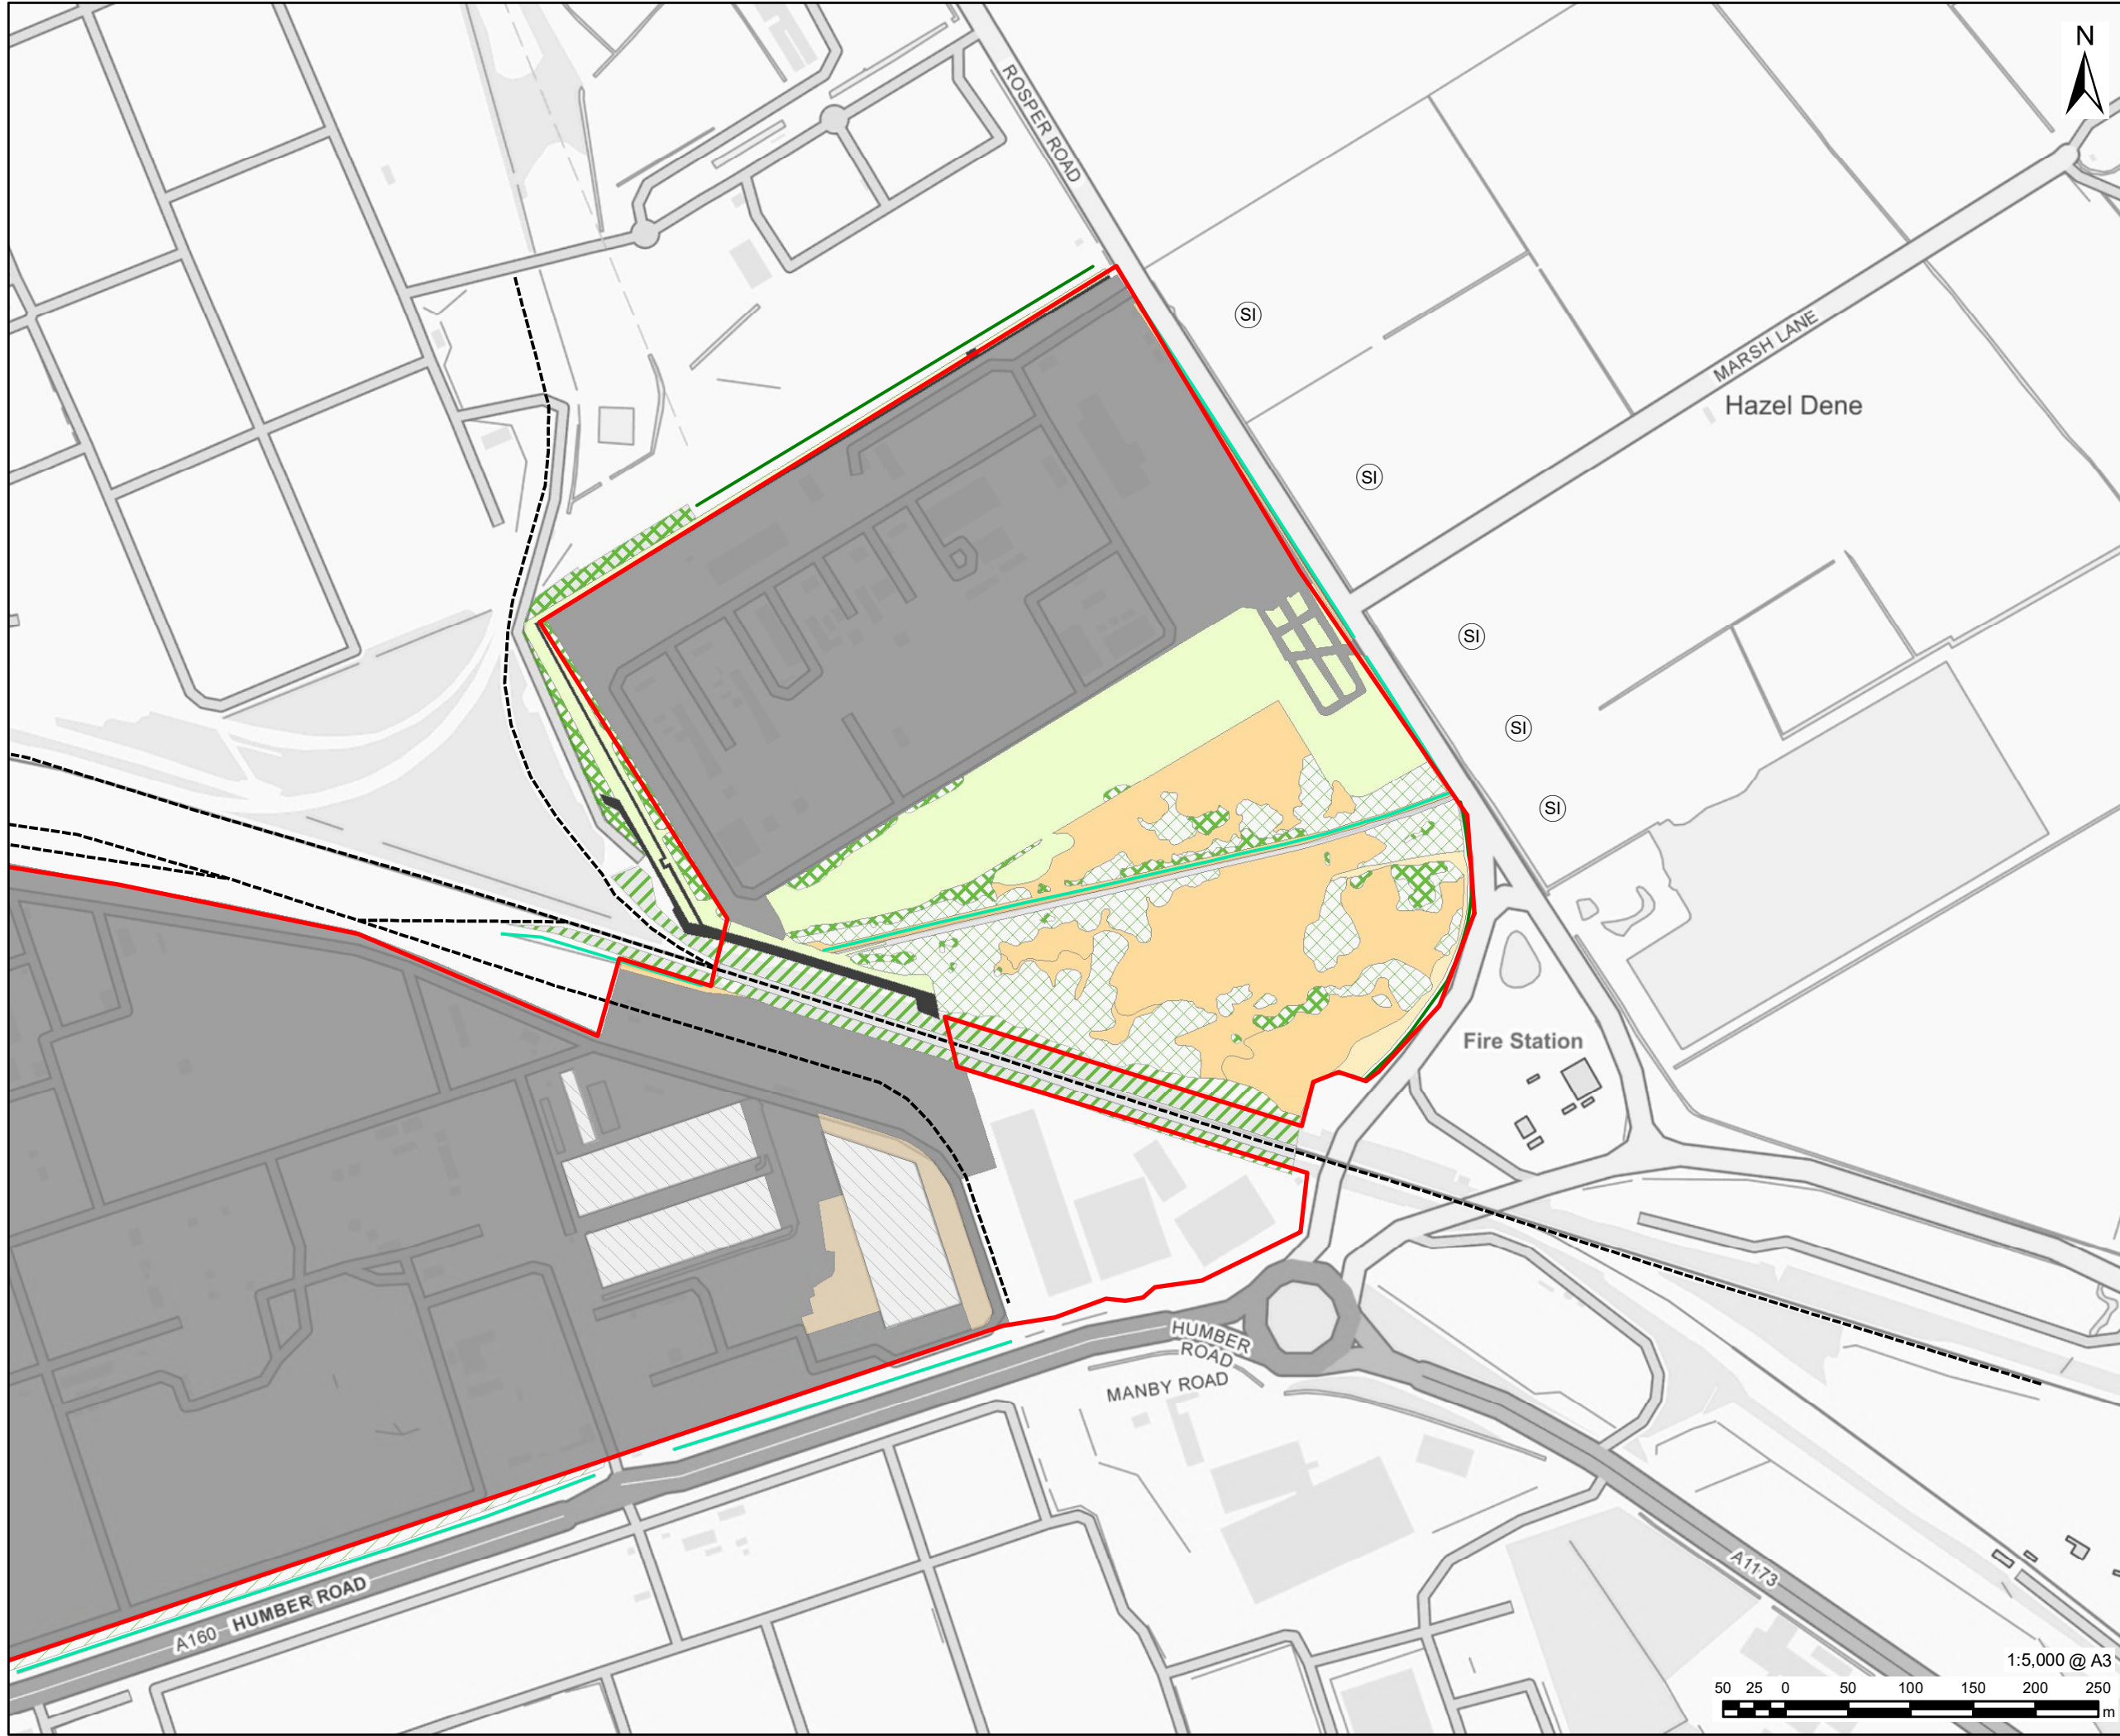 N
ROSPER ROAD
SI
MARSH LANE
Hazel Dene
SI
SI
SI
SI
Fire Station
HUMBER
ROAD
MANBY ROAD
A1173
A160 HUMBER ROAD
1:5,000 @ A3
50 25 0 50 100 150 200 250
m